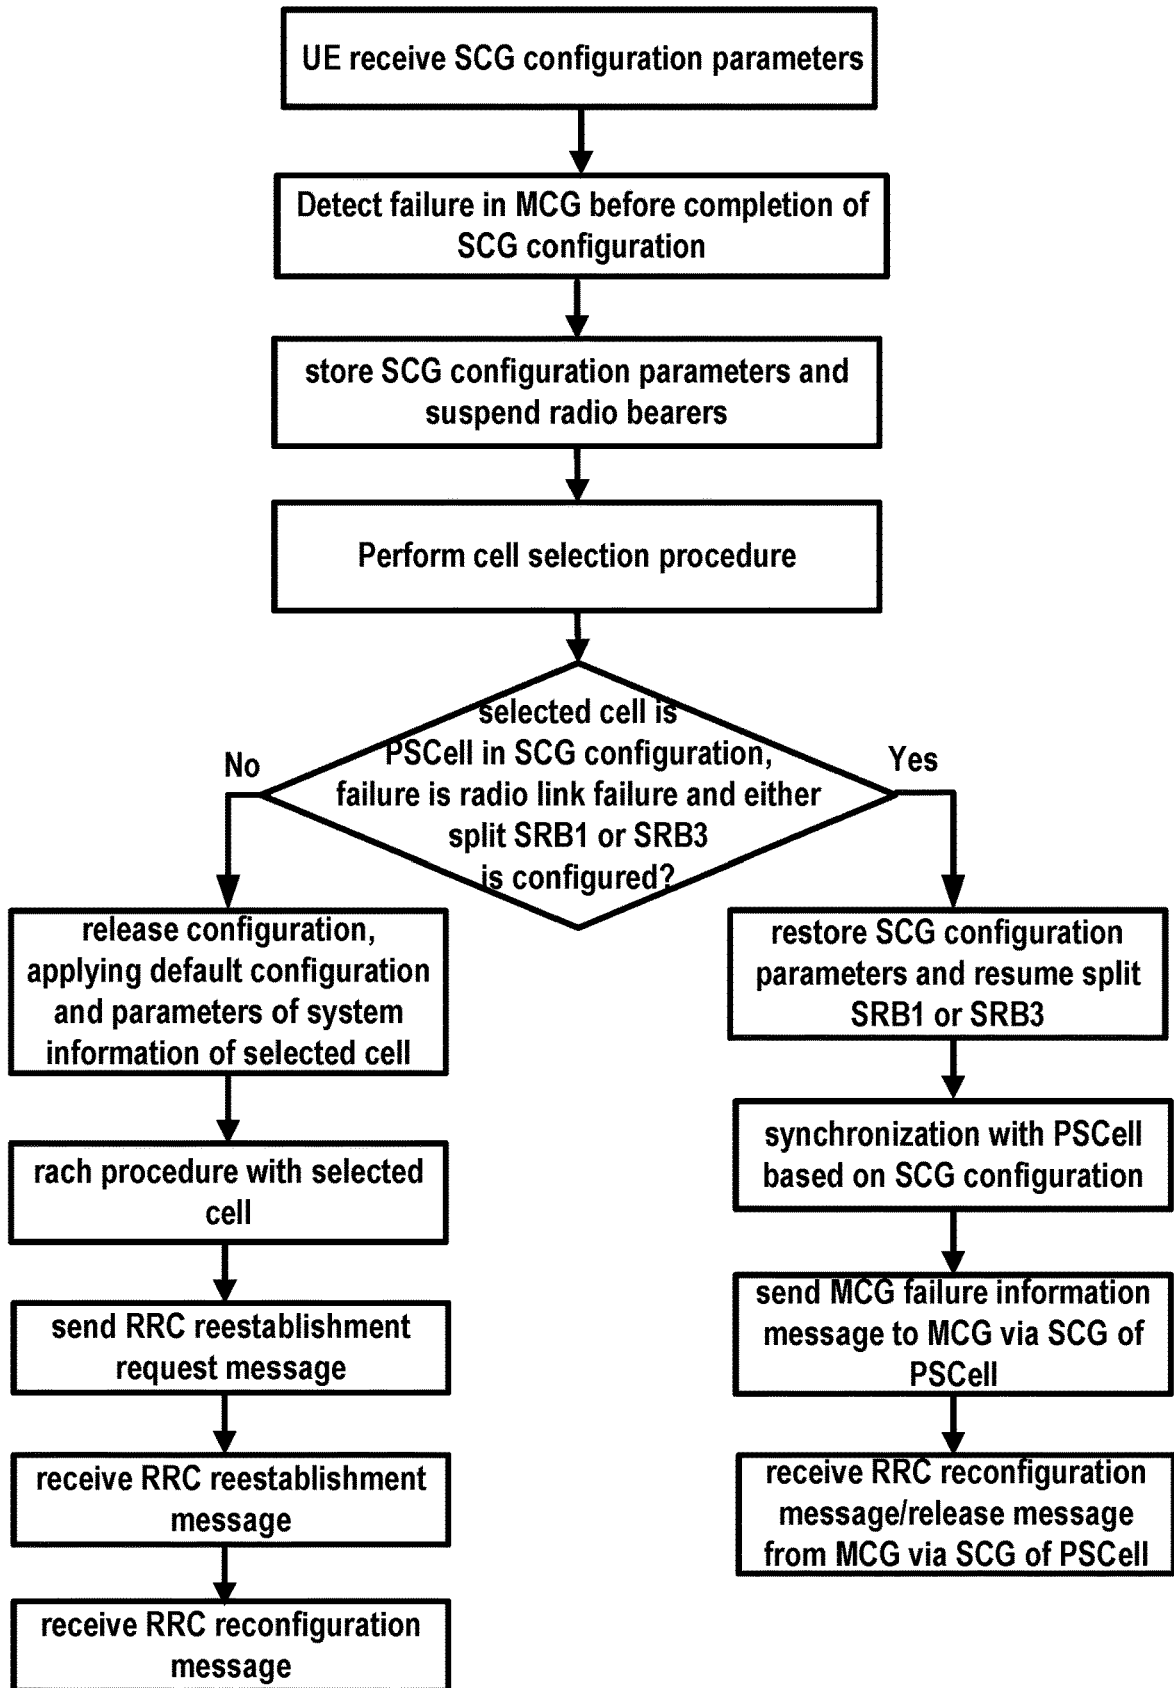 UE receive SCG configuration parameters
Detect failure in MCG before completion of
SCG configuration
store SCG configuration parameters and
suspend radio bearers
Perform cell selection procedure
selected cell is
PSCell in SCG configuration,
failure is radio link failure and either
split SRB1 or SRB3
is configured?
No
Yes
release configuration,
applying default configuration
and parameters of system
information of selected cell
rach procedure with selected
cell
send RRC reestablishment
request message
receive RRC reestablishment
message
receive RRC reconfiguration
message
restore SCG configuration
parameters and resume split
SRB1 or SRB3
synchronization with PSCell
based on SCG configuration
send MCG failure information
message to MCG via SCG of
PSCell
receive RRC reconfiguration
message/release message
from MCG via SCG of PSCell